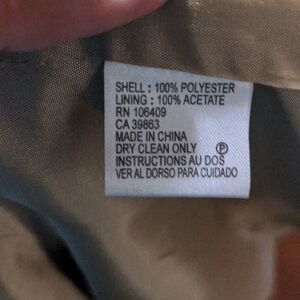 SHELL : 100% POLYESTER
LINING : 100% ACETATE
RN 106409
CA 39863
MADE IN CHINA
DRY CLEAN ONLY Ⓟ
INSTRUCTIONS AU DOS
VER AL DORSO PARA CUIDADO